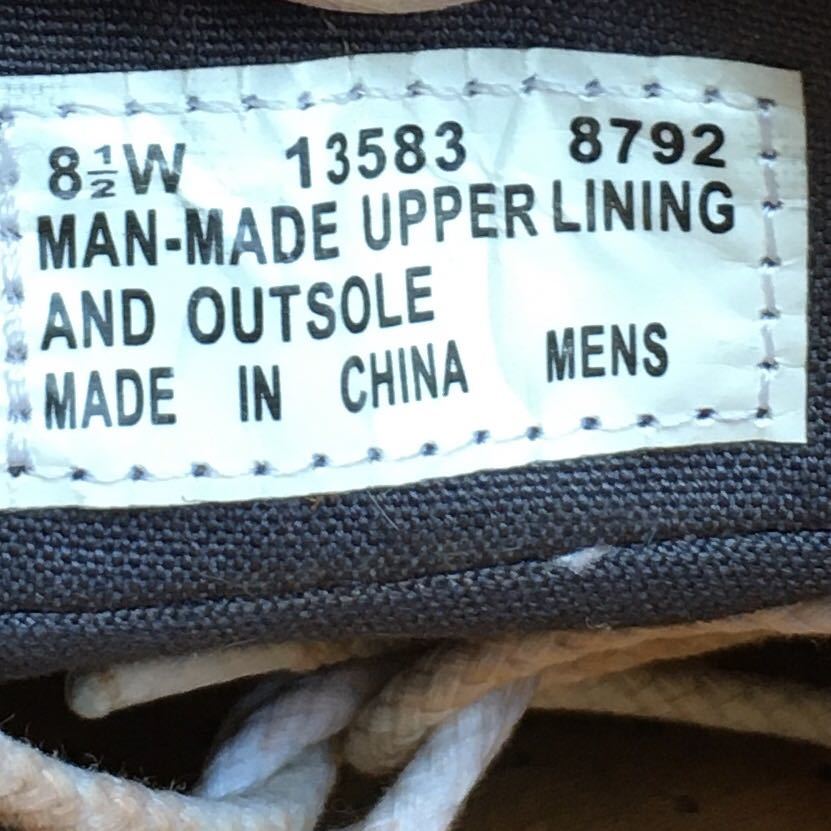 8½W 13583 8792
MAN-MADE UPPER LINING
AND OUTSOLE
MADE IN CHINA MENS